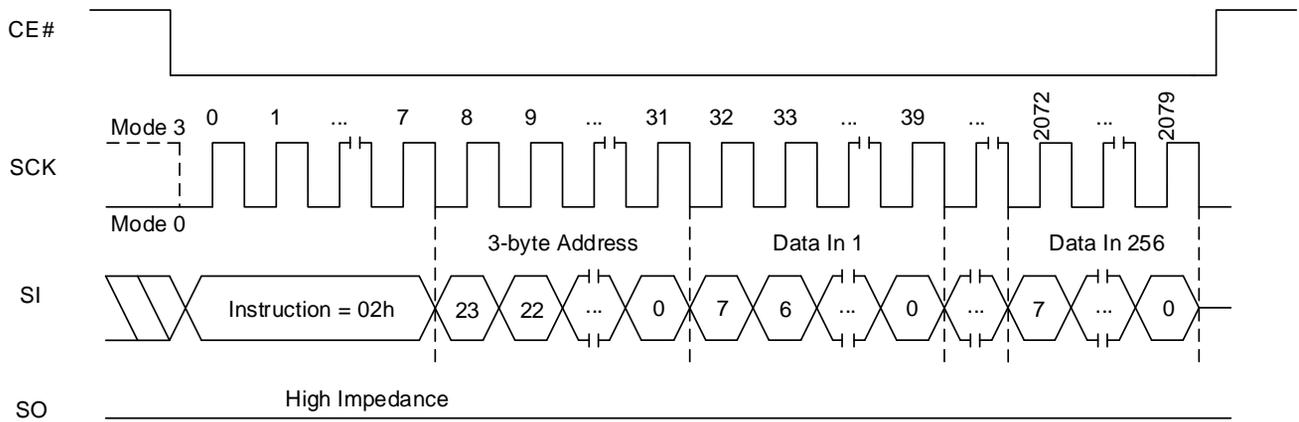 CE#
0 1 ... 7 8 9 ... 31 32 33 ... 39 ... 2072 ... 2079
Mode 3
SCK
Mode 0
3-byte Address Data In 1 Data In 256
SI Instruction = 02h 23 22 ... 0 7 6 ... 0 ... 7 ... 0
High Impedance
SO